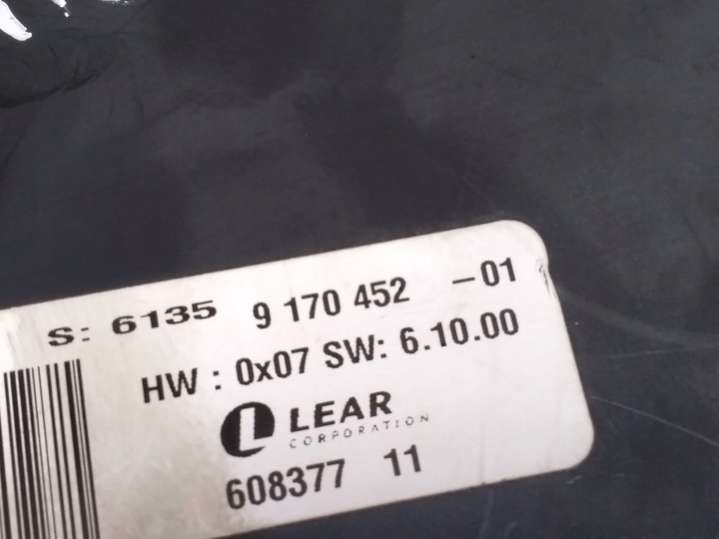 S: 6135 9 170 452 -01
HW : 0x07 SW: 6.10.00
LEAR
CORPORATION
608377 11